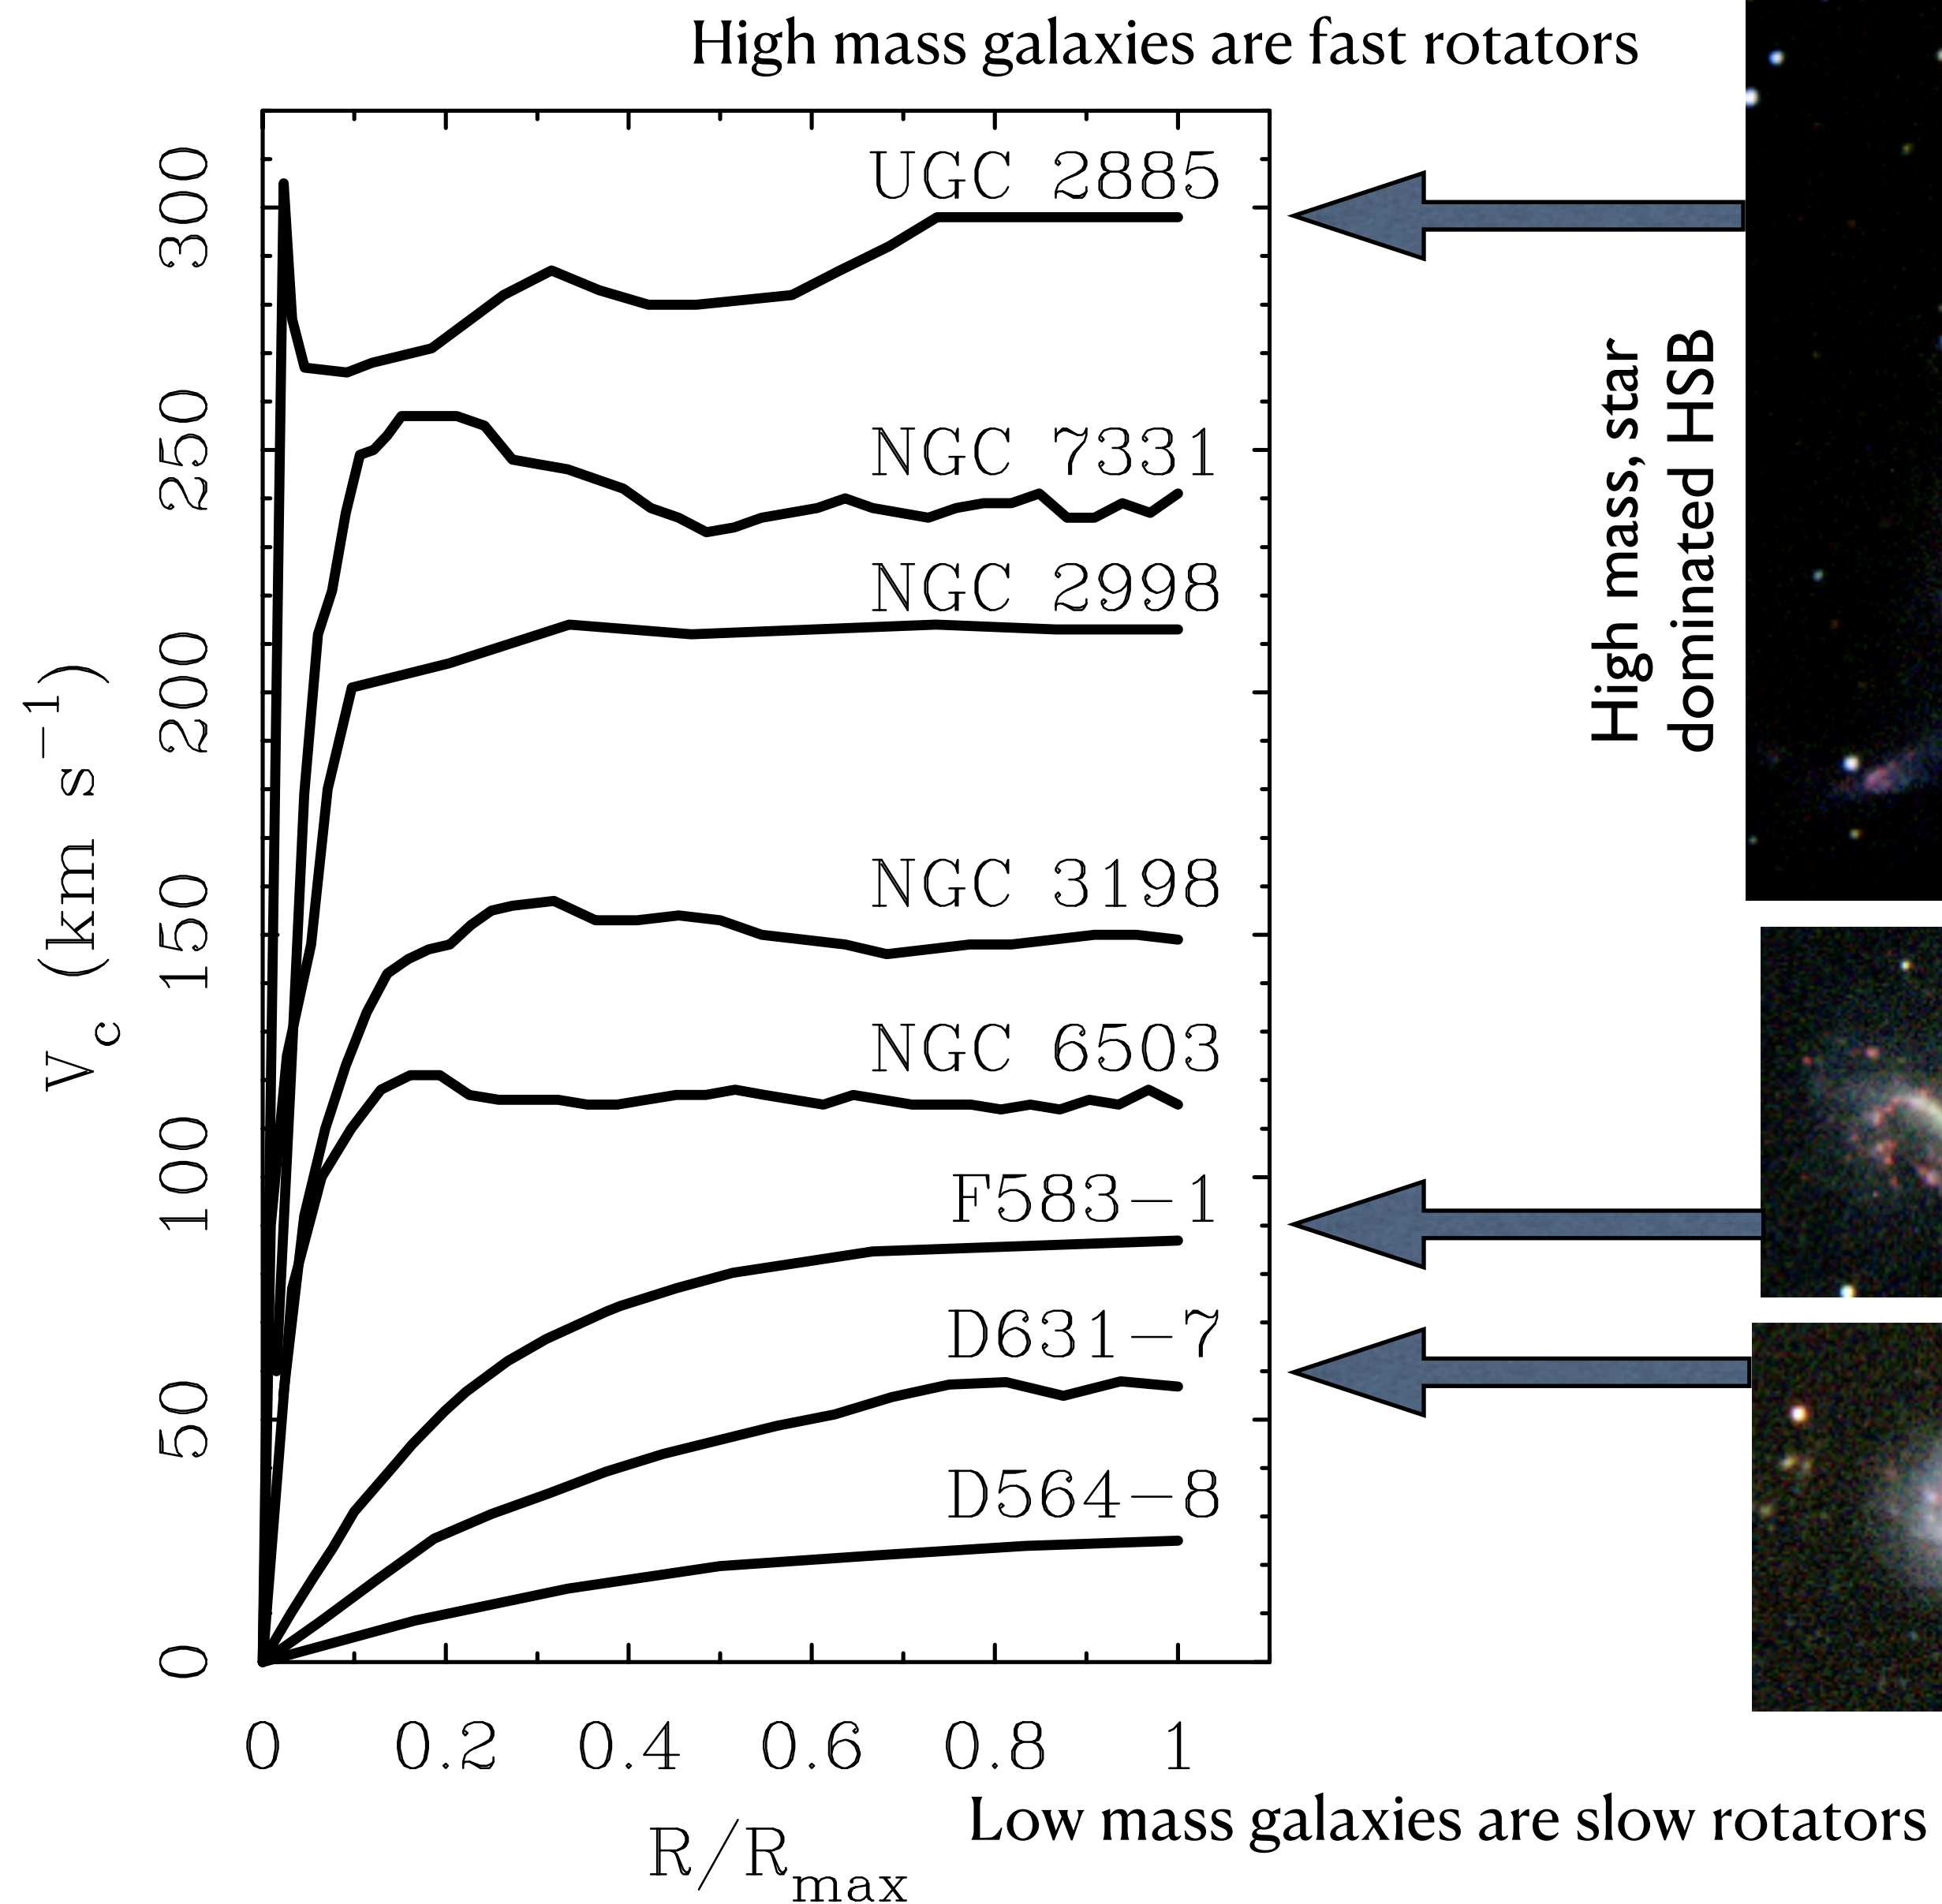 High mass galaxies are fast rotators
300
250
200
150
100
50
0
V_c (km s^-1)
UGC 2885
NGC 7331
NGC 2998
NGC 3198
NGC 6503
F583-1
D631-7
D564-8
High mass, star
dominated HSB
0 0.2 0.4 0.6 0.8 1
R/R_max
Low mass galaxies are slow rotators